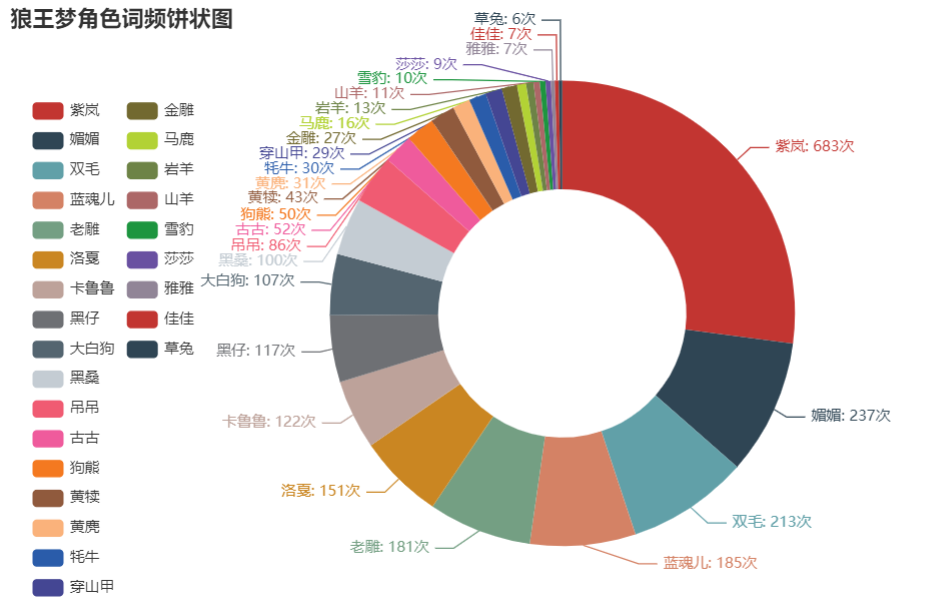 狼王梦角色词频饼状图
紫岚
媚媚
双毛
蓝魂儿
老雕
洛戛
卡鲁鲁
黑仔
大白狗
黑桑
吊吊
古古
狗熊
黄犊
黄麂
牦牛
穿山甲
金雕
马鹿
岩羊
山羊
雪豹
莎莎
雅雅
佳佳
草兔
草兔: 6次
佳佳: 7次
雅雅: 7次
莎莎: 9次
雪豹: 10次
山羊: 11次
岩羊: 13次
马鹿: 16次
金雕: 27次
穿山甲: 29次
牦牛: 30次
黄麂: 31次
黄犊: 43次
狗熊: 50次
古古: 52次
吊吊: 86次
黑桑: 100次
大白狗: 107次
黑仔: 117次
卡鲁鲁: 122次
洛戛: 151次
老雕: 181次
蓝魂儿: 185次
双毛: 213次
媚媚: 237次
紫岚: 683次